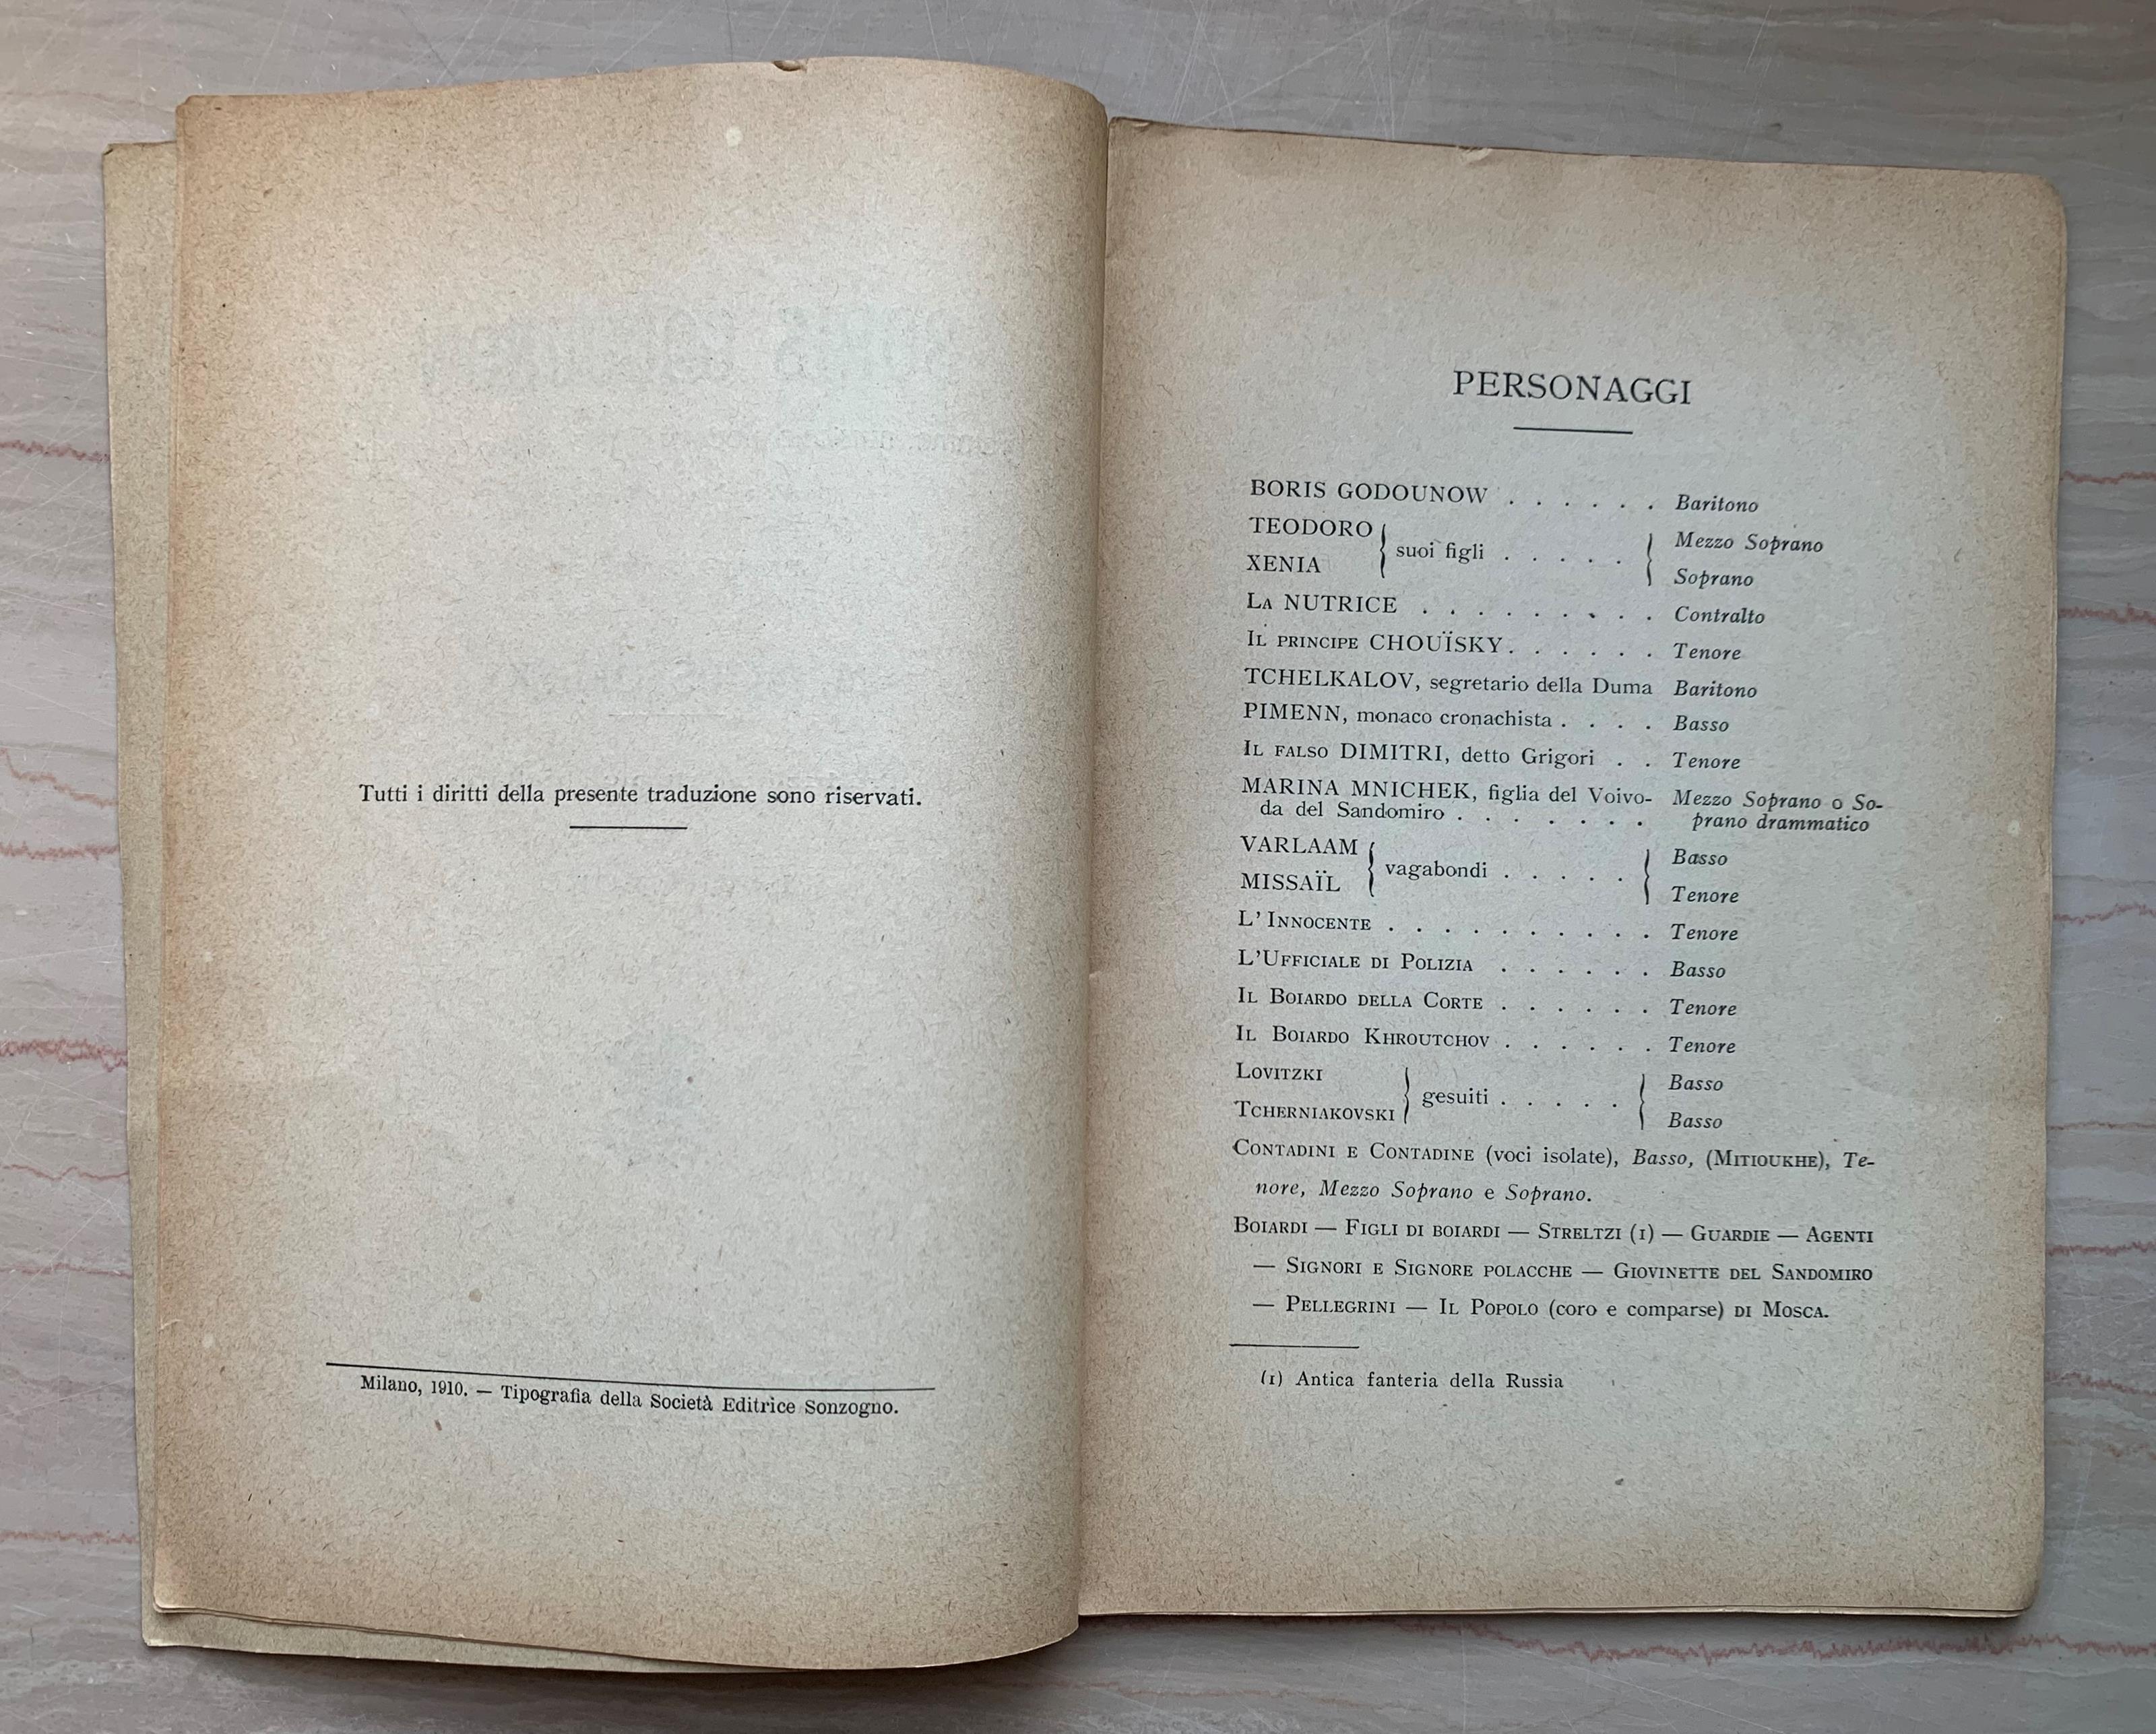 Tutti i diritti della presente traduzione sono riservati.
Milano, 1910. — Tipografia della Società Editrice Sonzogno.
PERSONAGGI
BORIS GODOUNOW . . . . . . Baritono
TEODORO } suoi figli . . . . . { Mezzo Soprano
XENIA Soprano
LA NUTRICE . . . . . . . . . Contralto
IL PRINCIPE CHOUÏSKY . . . . . . Tenore
TCHELKALOV, segretario della Duma Baritono
PIMENN, monaco cronachista . . . . Basso
IL FALSO DIMITRI, detto Grigori . . Tenore
MARINA MNICHEK, figlia del Voivo- Mezzo Soprano o So-
da del Sandomiro . . . . . . . prano drammatico
VARLAAM { vagabondi . . . . . { Basso
MISSAÏL Tenore
L' INNOCENTE . . . . . . . . . . Tenore
L'UFFICIALE DI POLIZIA . . . . . . Basso
IL BOIARDO DELLA CORTE . . . . . . Tenore
IL BOIARDO KHROUTCHOV . . . . . . Tenore
LOVITZKI } gesuiti . . . . . { Basso
TCHERNIAKOVSKI Basso
CONTADINI E CONTADINE (voci isolate), Basso, (MITIOUKHE), Te-
nore, Mezzo Soprano e Soprano.
BOIARDI — FIGLI DI BOIARDI — STRELTZI (1) — GUARDIE — AGENTI
— SIGNORI E SIGNORE POLACCHE — GIOVINETTE DEL SANDOMIRO
— PELLEGRINI — IL POPOLO (coro e comparse) DI MOSCA.
(1) Antica fanteria della Russia